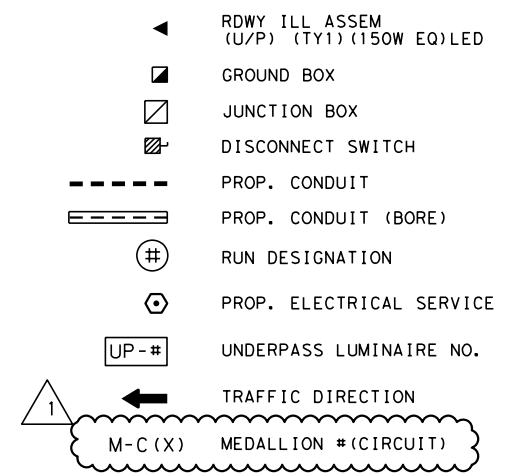 RDWY ILL ASSEM
(U/P) (TY1)(150W EQ)LED
GROUND BOX
JUNCTION BOX
DISCONNECT SWITCH
PROP. CONDUIT
PROP. CONDUIT (BORE)
# RUN DESIGNATION
PROP. ELECTRICAL SERVICE
UP-# UNDERPASS LUMINAIRE NO.
TRAFFIC DIRECTION
1
M-C(X) MEDALLION #(CIRCUIT)